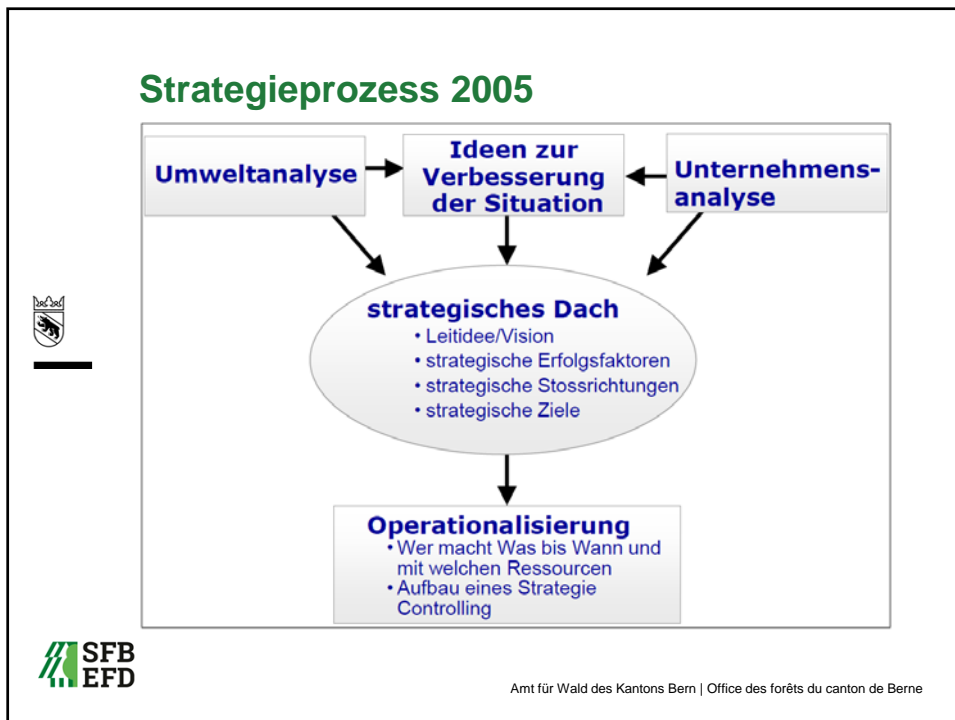 Strategieprozess 2005
Umweltanalyse
Ideen zur
Verbesserung
der Situation
Unternehmens-
analyse
strategisches Dach
• Leitidee/Vision
• strategische Erfolgsfaktoren
• strategische Stossrichtungen
• strategische Ziele
Operationalisierung
• Wer macht Was bis Wann und
mit welchen Ressourcen
• Aufbau eines Strategie
Controlling
SFB
EFD
Amt für Wald des Kantons Bern | Office des forêts du canton de Berne